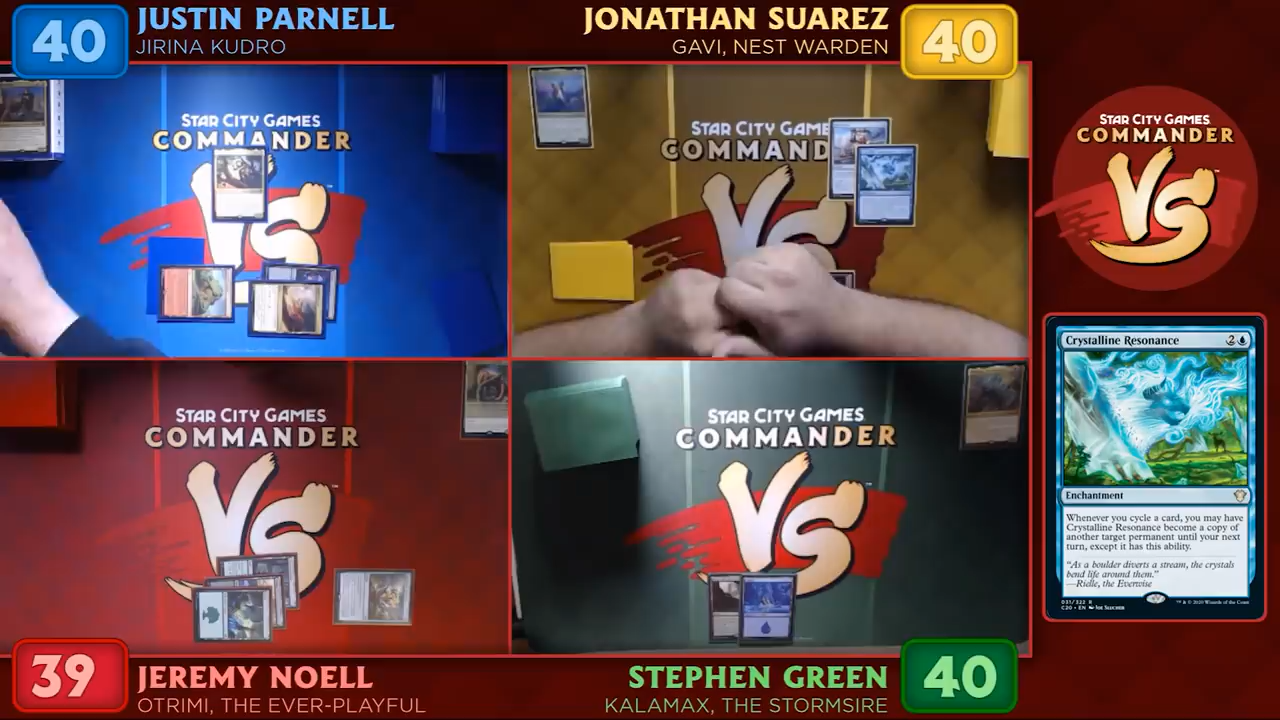 40
JUSTIN PARNELL
JIRINA KUDRO
JONATHAN SUAREZ
GAVI, NEST WARDEN
40
STAR CITY GAMES
COMMANDER
VS
STAR CITY GAME
COMMAND
VS
STAR CITY GAMES
COMMANDER
VS
STAR CITY GAMES
COMMANDER
VS
STAR CITY GAMES
COMMANDER
VS
Crystalline Resonance 2
Enchantment
Whenever you cycle a card, you may have
Crystalline Resonance become a copy of
another target permanent until your next
turn, except it has this ability.
"As a boulder diverts a stream, the crystals
bend life around them."
—Rielle, the Everwise
39
JEREMY NOELL
OTRIMI, THE EVER-PLAYFUL
STEPHEN GREEN
KALAMAX, THE STORMSIRE
40